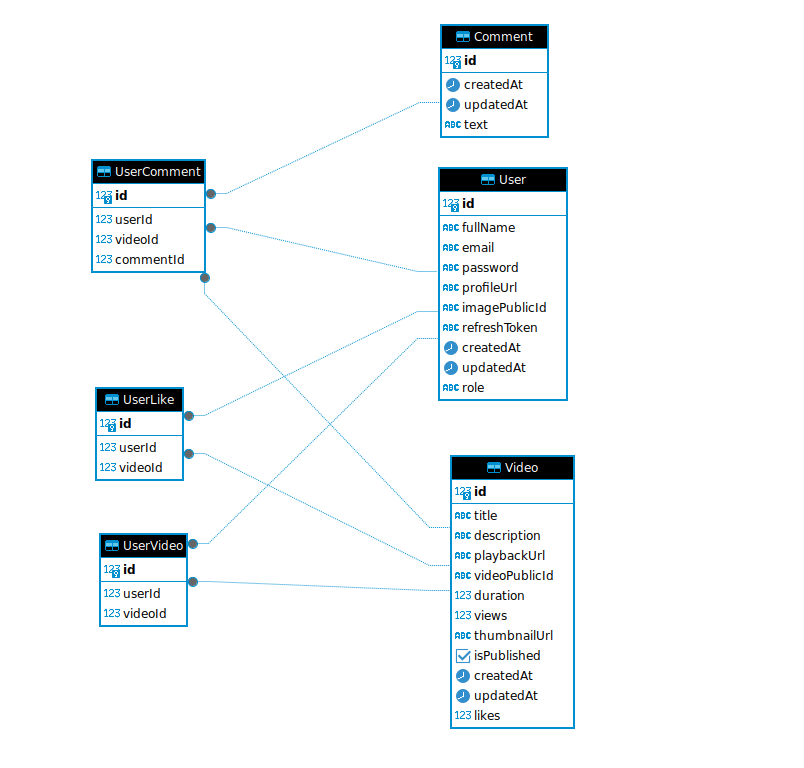 Comment
123 id
createdAt
updatedAt
ABC text
UserComment
123 id
123 userId
123 videoId
123 commentId
User
123 id
ABC fullName
ABC email
ABC password
ABC profileUrl
ABC imagePublicId
ABC refreshToken
createdAt
updatedAt
ABC role
UserLike
123 id
123 userId
123 videoId
Video
123 id
ABC title
ABC description
ABC playbackUrl
ABC videoPublicId
123 duration
123 views
ABC thumbnailUrl
isPublished
createdAt
updatedAt
123 likes
UserVideo
123 id
123 userId
123 videoId